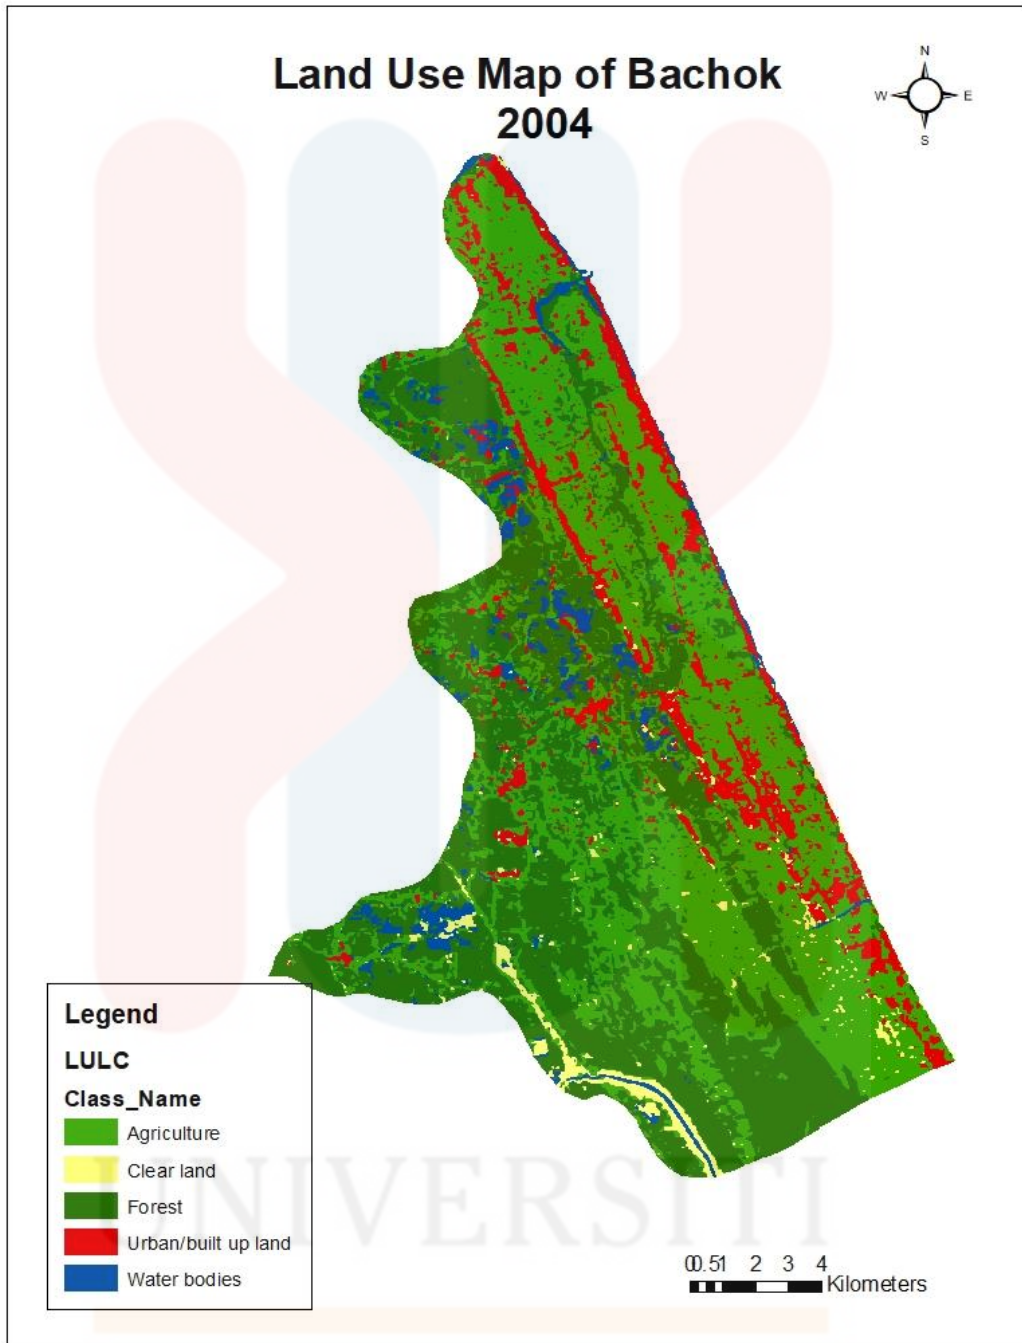 Land Use Map of Bachok
2004
N
W E
S
Legend
LULC
Class_Name
Agriculture
Clear land
Forest
Urban/built up land
Water bodies
UNIVERSITI
00.51 2 3 4
Kilometers